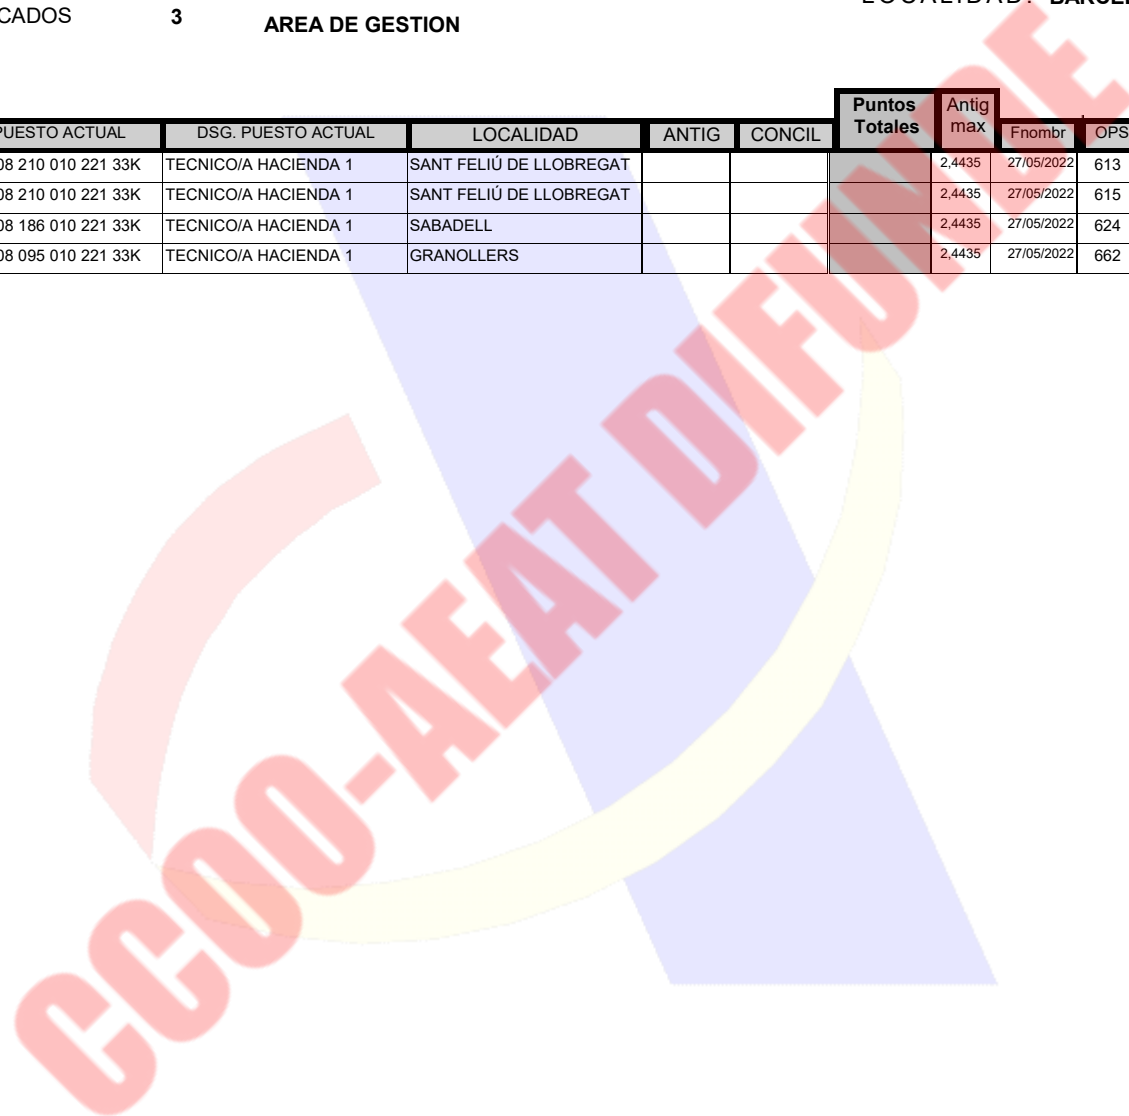 CADOS 3 AREA DE GESTION
LOCALIDAD:
Puntos Totales Antig max
PUESTO ACTUAL DSG. PUESTO ACTUAL LOCALIDAD ANTIG CONCIL Fnombr OPS
08 210 010 221 33K TECNICO/A HACIENDA 1 SANT FELIÚ DE LLOBREGAT 2,4435 27/05/2022 613
08 210 010 221 33K TECNICO/A HACIENDA 1 SANT FELIÚ DE LLOBREGAT 2,4435 27/05/2022 615
08 186 010 221 33K TECNICO/A HACIENDA 1 SABADELL 2,4435 27/05/2022 624
08 095 010 221 33K TECNICO/A HACIENDA 1 GRANOLLERS 2,4435 27/05/2022 662
CCOO-AEAT DIFUNDE